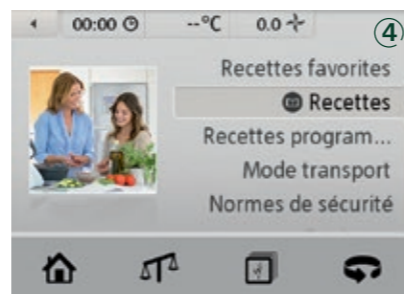 00:00 --°C 0.0
④
Recettes favorites
Recettes
Recettes program...
Mode transport
Normes de sécurité